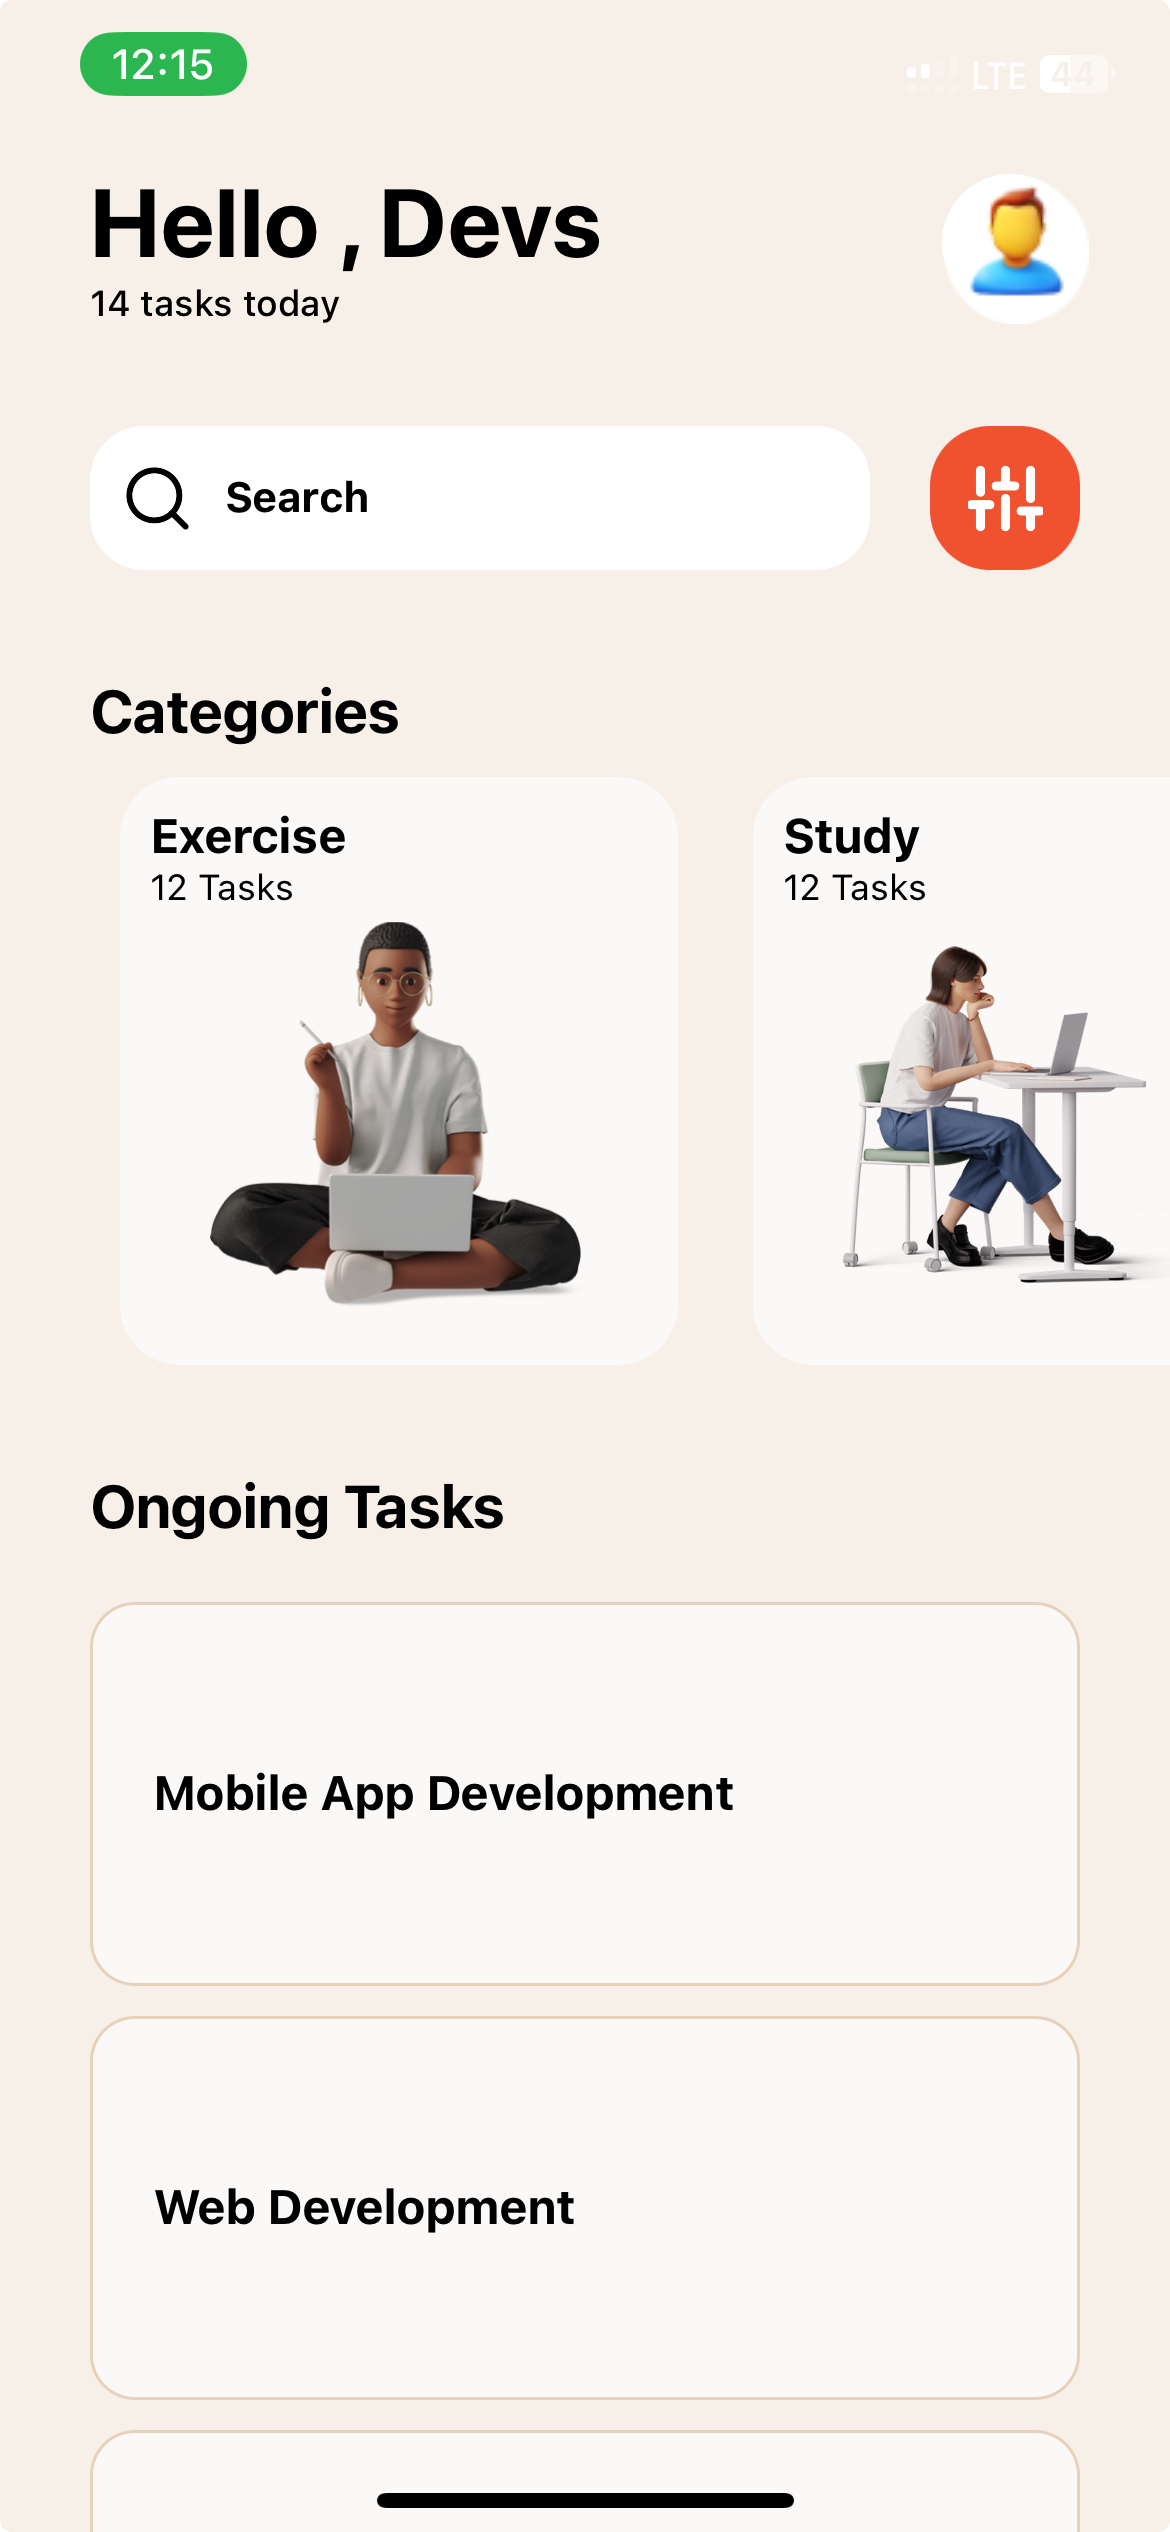 12:15
LTE 44
Hello , Devs
14 tasks today
Search
Categories
Exercise
12 Tasks
Study
12 Tasks
Ongoing Tasks
Mobile App Development
Web Development